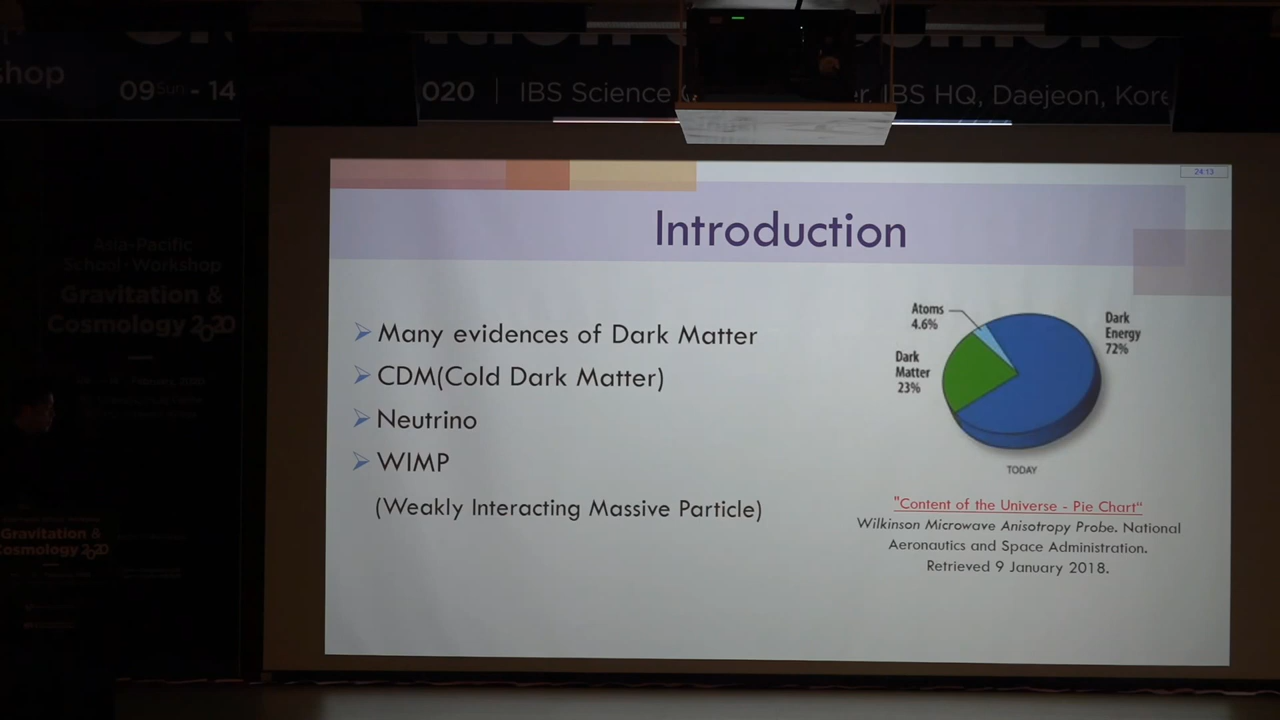 shop
09Sun - 14
020 | IBS Science
er, IBS HQ, Daejeon, Kore
24:13
Introduction
Asia-Pacific
School · Workshop
Gravitation &
Cosmology 2020
Many evidences of Dark Matter
CDM(Cold Dark Matter)
Neutrino
WIMP
(Weakly Interacting Massive Particle)
Atoms
4.6%
Dark
Energy
72%
Dark
Matter
23%
TODAY
"Content of the Universe - Pie Chart“
Wilkinson Microwave Anisotropy Probe. National
Aeronautics and Space Administration.
Retrieved 9 January 2018.
Gravitation &
Cosmology 2020